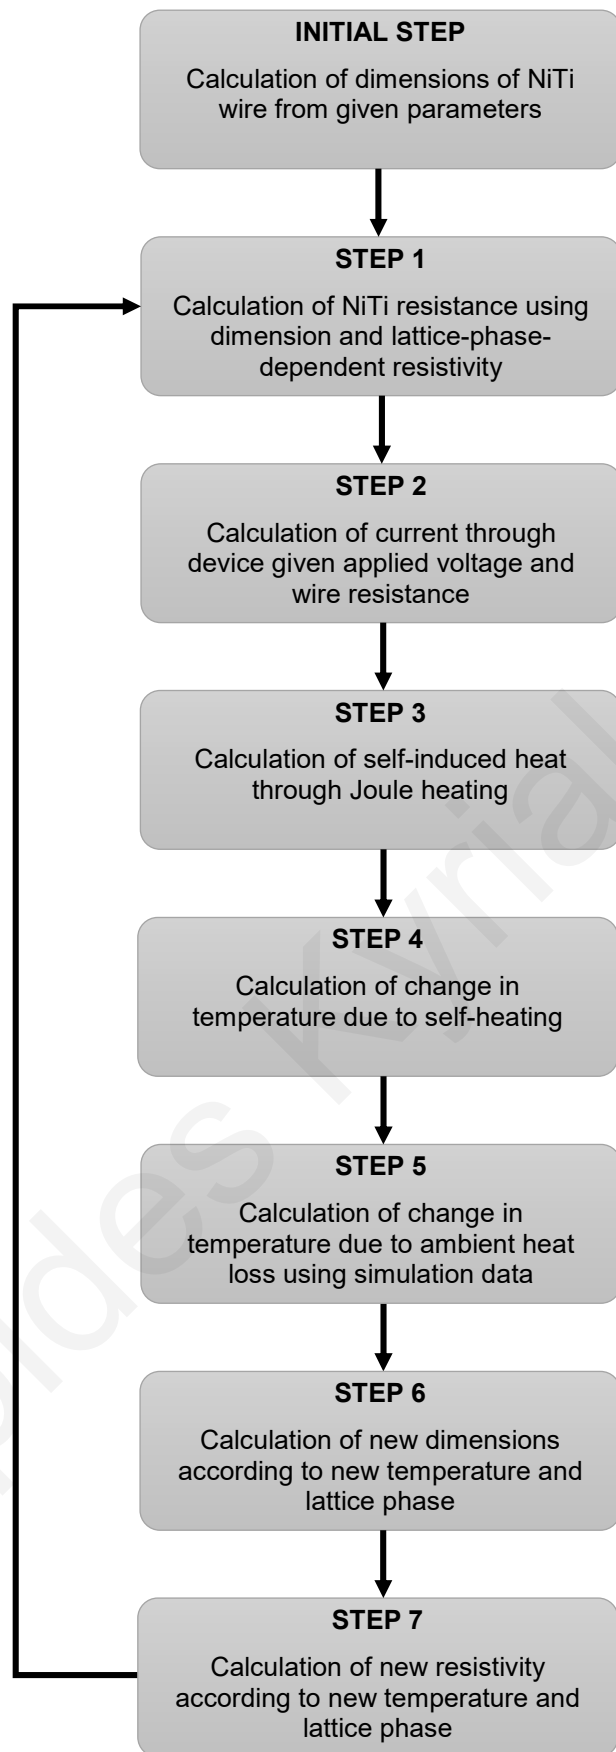 INITIAL STEP
Calculation of dimensions of NiTi
wire from given parameters
STEP 1
Calculation of NiTi resistance using
dimension and lattice-phase-
dependent resistivity
STEP 2
Calculation of current through
device given applied voltage and
wire resistance
STEP 3
Calculation of self-induced heat
through Joule heating
STEP 4
Calculation of change in
temperature due to self-heating
STEP 5
Calculation of change in
temperature due to ambient heat
loss using simulation data
STEP 6
Calculation of new dimensions
according to new temperature and
lattice phase
STEP 7
Calculation of new resistivity
according to new temperature and
lattice phase